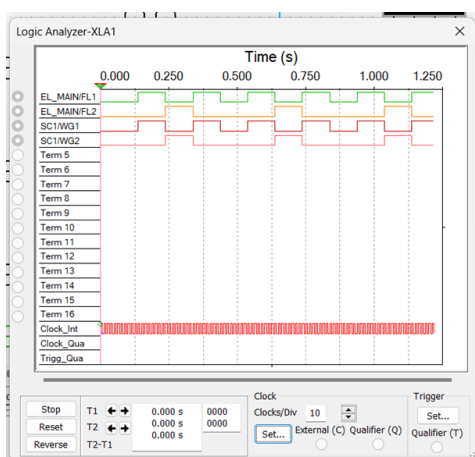 Logic Analyzer-XLA1
Time (s)
0.000 0.250 0.500 0.750 1.000 1.250
EL_MAIN/FL1
EL_MAIN/FL2
SC1/WG1
SC1/WG2
Term 5
Term 6
Term 7
Term 8
Term 9
Term 10
Term 11
Term 12
Term 13
Term 14
Term 15
Term 16
Clock_Int
Clock_Qua
Trigg_Qua
Stop
Reset
Reverse
T1
T2
T2-T1
0.000 s 0000
0.000 s 0000
0.000 s
Clock
Clocks/Div 10
Set...
External (C) Qualifier (Q)
Trigger
Set...
Qualifier (T)